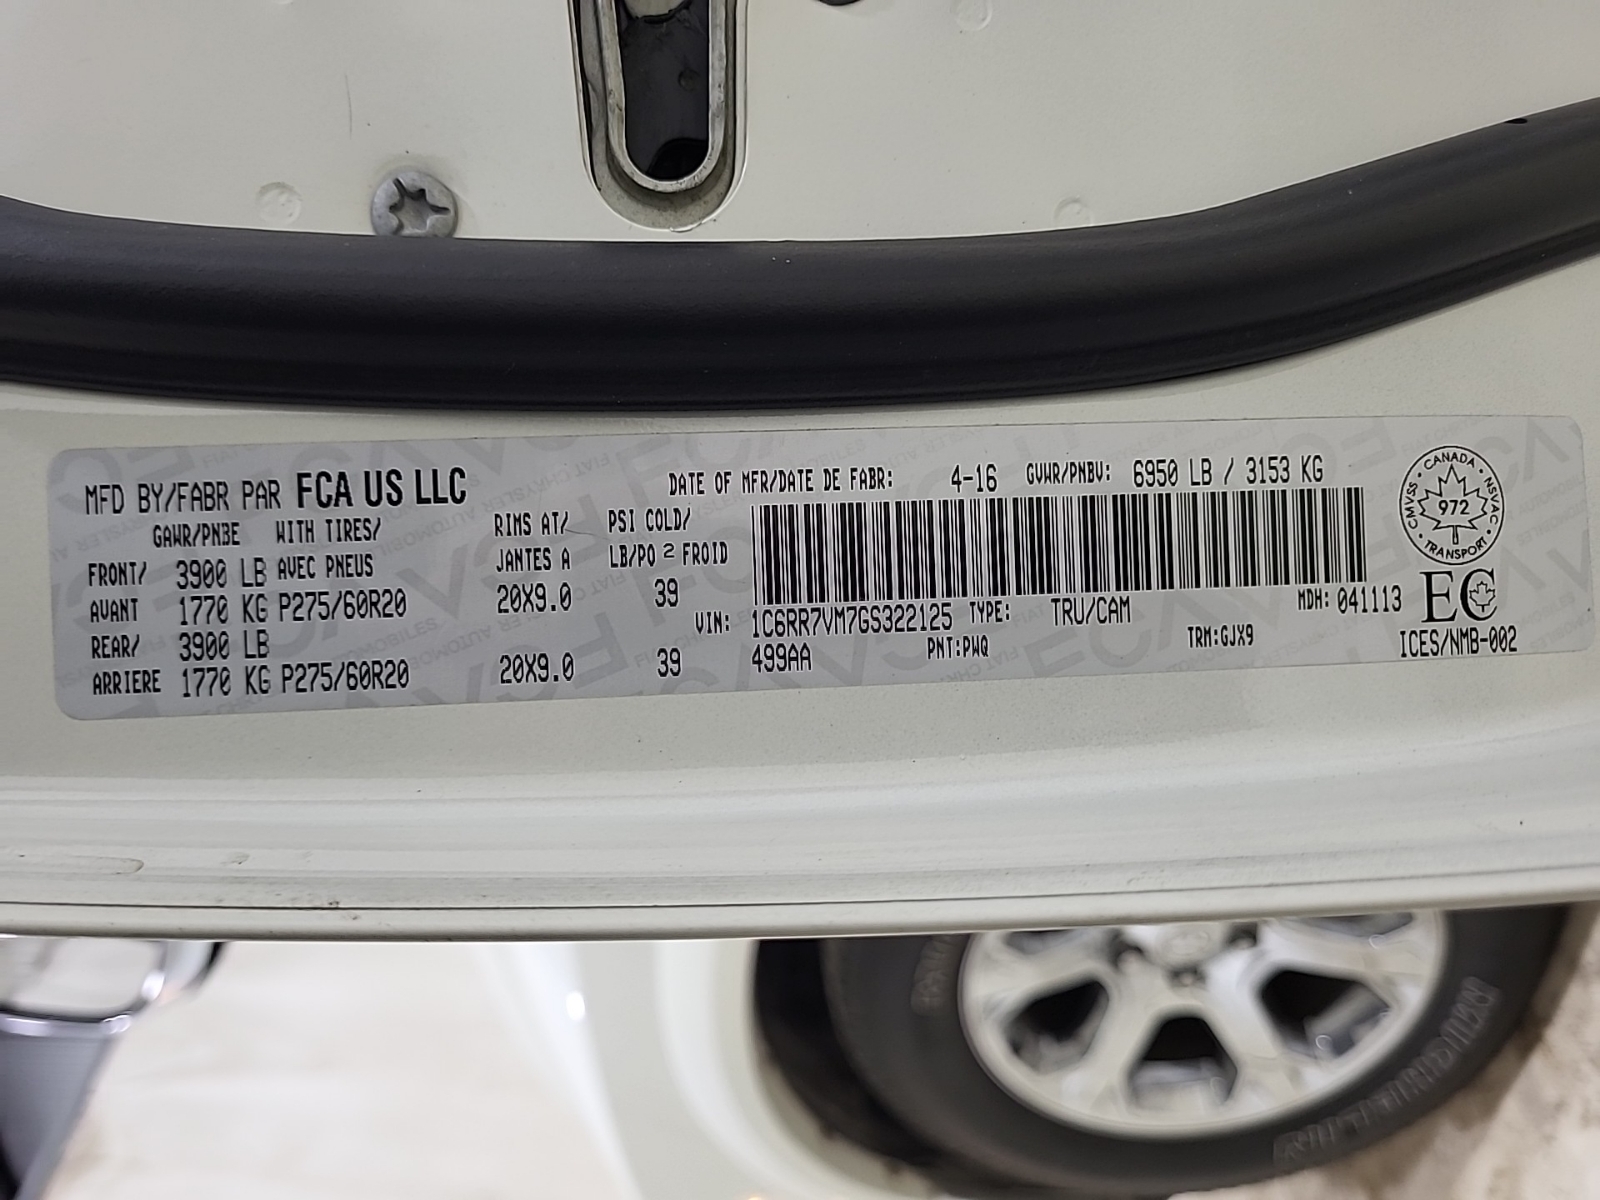 MFD BY/FABR PAR FCA US LLC
DATE OF MFR/DATE DE FABR: 4-16 GVWR/PNBV: 6950 LB / 3153 KG
GAWR/PNBE WITH TIRES/ RIMS AT/ PSI COLD/
FRONT/ 3900 LB AVEC PNEUS JANTES A LB/PO 2 FROID
AVANT 1770 KG P275/60R20 20X9.0 39
REAR/ 3900 LB
ARRIERE 1770 KG P275/60R20 20X9.0 39
VIN: 1C6RR7VM7GS322125 TYPE: TRU/CAM MDH: 041113
499AA PNT:PWQ TRM:GJX9
CANADA
CMVSS 972 NSVAC
TRANSPORT
EC
ICES/NMB-002